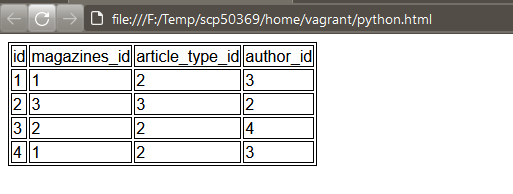 file:///F:/Temp/scp50369/home/vagrant/python.html
id magazines_id article_type_id author_id
1 1 2 3
2 3 3 2
3 2 2 4
4 1 2 3